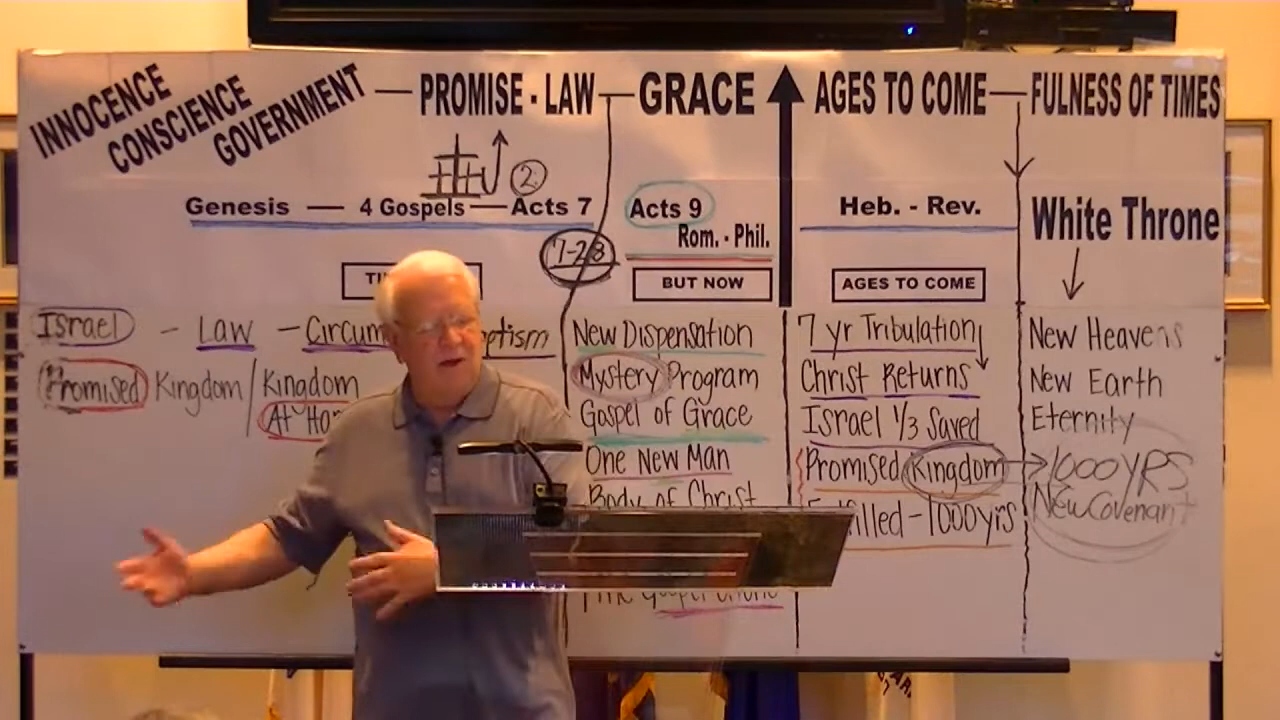 INNOCENCE
CONSCIENCE
GOVERNMENT — PROMISE - LAW — GRACE
AGES TO COME — FULNESS OF TIMES
2
Genesis — 4 Gospels — Acts 7
Acts 9
Rom. - Phil.
Heb. - Rev.
White Throne
7-28
BUT NOW
AGES TO COME
Israel - Law - Circum
Promised Kingdom / Kingdom
At
New Dispensation
Mystery Program
Gospel of Grace
One New Man
Body of Christ
7 yr Tribulation
Christ Returns
Israel 1/3 Saved
Promised Kingdom
illed - 1000 yrs
New Heavens
New Earth
Eternity
1000 YRS
New Covenant